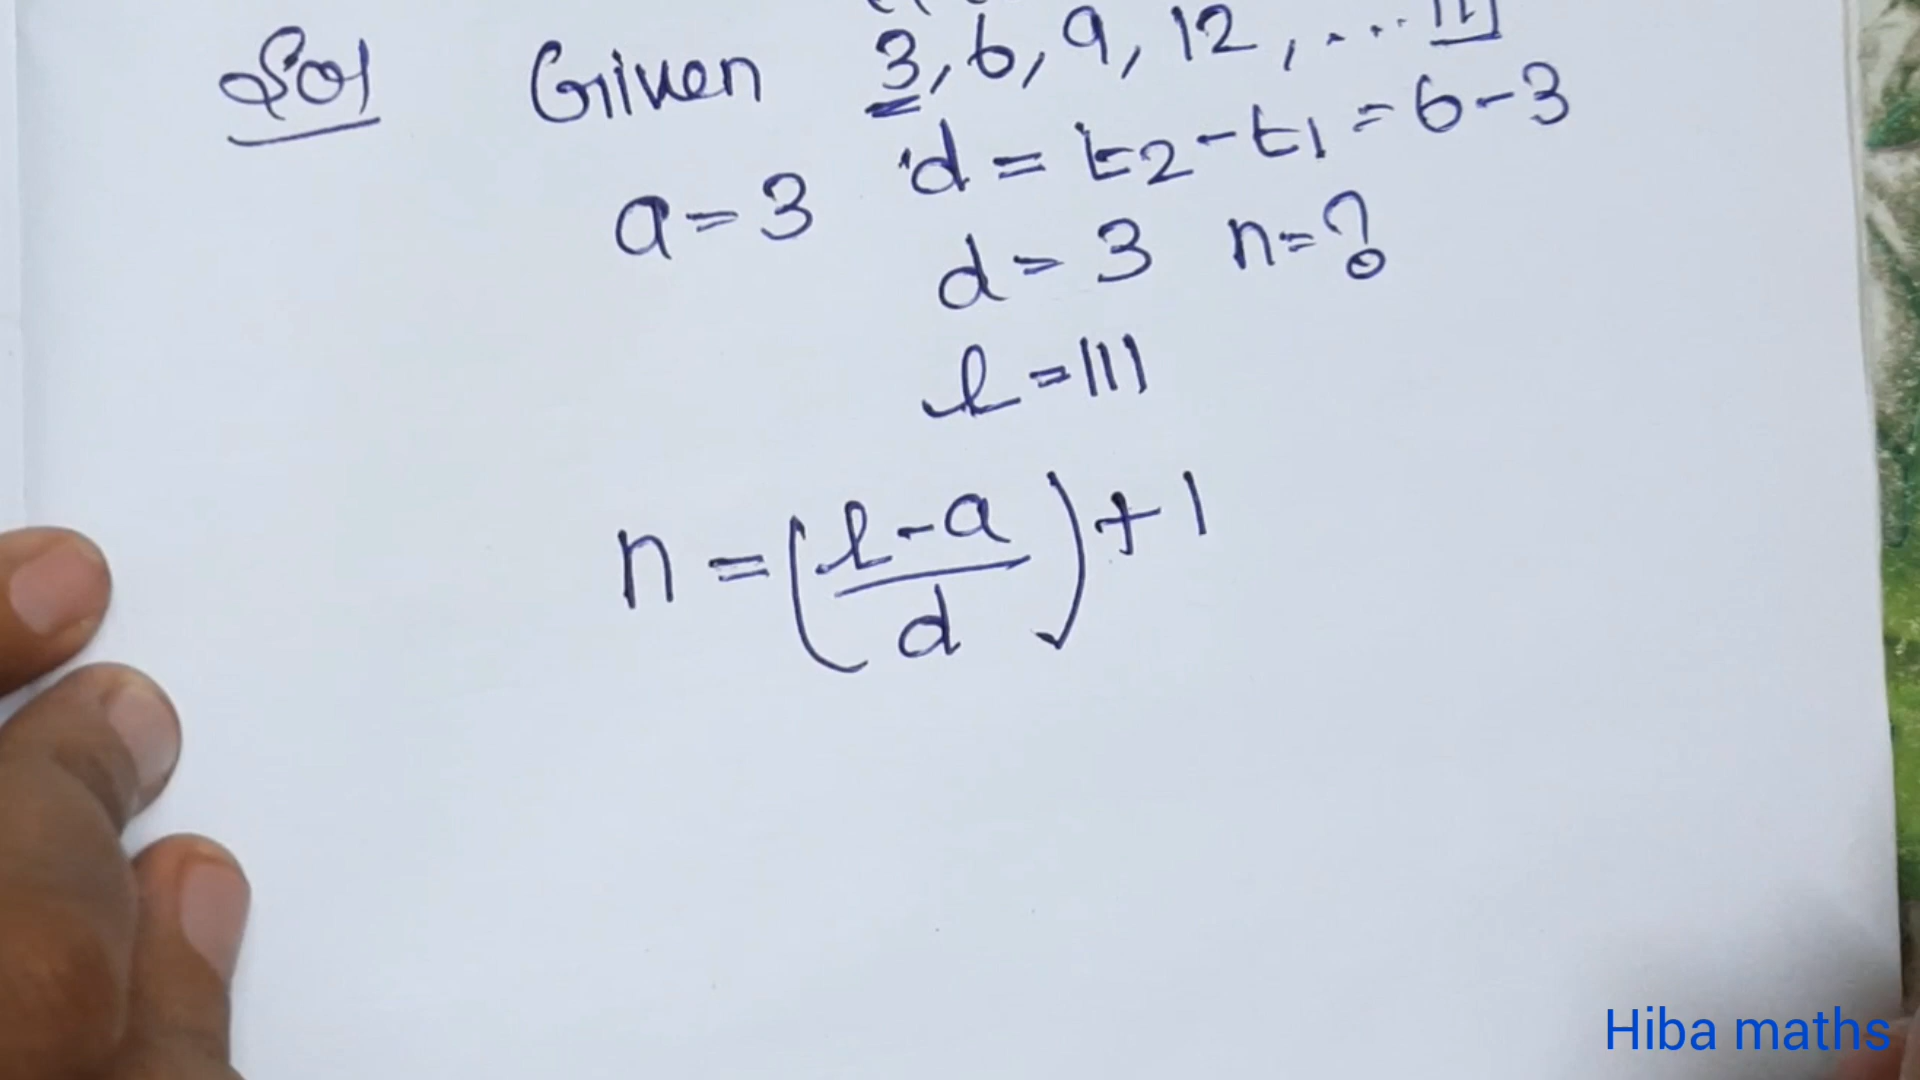 Sol Given 3, 6, 9, 12, ... 111
a = 3 d = t2 - t1 = 6 - 3
d = 3 n = ?
l = 111
n = (l - a / d) + 1
Hiba maths